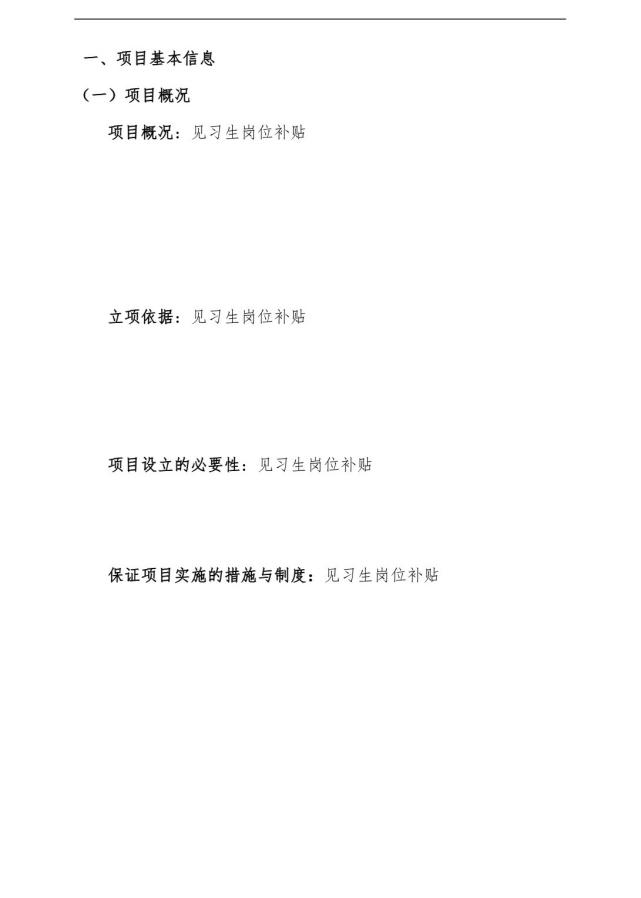 一、项目基本信息
（一）项目概况
项目概况：见习生岗位补贴
立项依据：见习生岗位补贴
项目设立的必要性：见习生岗位补贴
保证项目实施的措施与制度：见习生岗位补贴